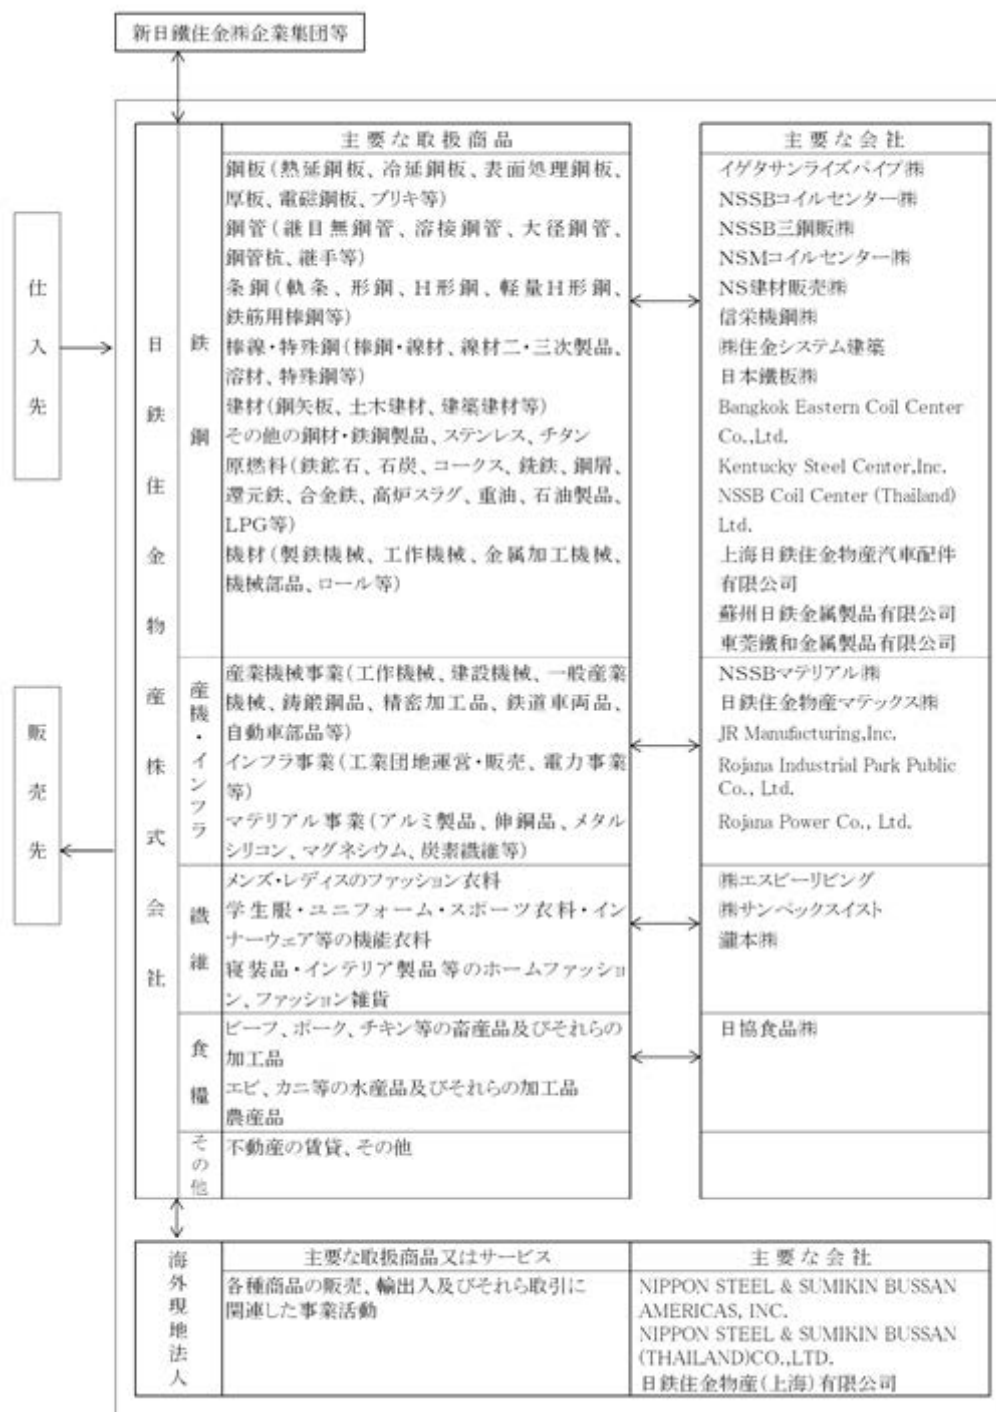 新日鐵住金㈱企業集団等
仕入先
販売先
日鉄住金物産株式会社
鉄鋼
主要な取扱商品
鋼板(熱延鋼板、冷延鋼板、表面処理鋼板、
厚板、電磁鋼板、ブリキ等)
鋼管(継目無鋼管、溶接鋼管、大径鋼管、
鋼管杭、継手等)
条鋼(軌条、形鋼、H形鋼、軽量H形鋼、
鉄筋用棒鋼等)
棒線・特殊鋼(棒鋼・線材、線材二・三次製品、
溶材、特殊鋼等)
建材(鋼矢板、土木建材、建築建材等)
その他の鋼材・鉄鋼製品、ステンレス、チタン
原燃料(鉄鉱石、石炭、コークス、銑鉄、鋼屑、
還元鉄、合金鉄、高炉スラグ、重油、石油製品、
LPG等)
機材(製鉄機械、工作機械、金属加工機械、
機械部品、ロール等)
主要な会社
イゲタサンライズパイプ㈱
NSSBコイルセンター㈱
NSSB三鋼販㈱
NSMコイルセンター㈱
NS建材販売㈱
信栄機鋼㈱
㈱住金システム建築
日本鐵板㈱
Bangkok Eastern Coil Center
Co.,Ltd.
Kentucky Steel Center,Inc.
NSSB Coil Center (Thailand)
Ltd.
上海日鉄住金物産汽車配件
有限公司
蘇州日鉄金属製品有限公司
東莞鐵和金属製品有限公司
産機・インフラ
産業機械事業(工作機械、建設機械、一般産業
機械、鋳鍛鋼品、精密加工品、鉄道車両品、
自動車部品等)
インフラ事業(工業団地運営・販売、電力事業
等)
マテリアル事業(アルミ製品、伸銅品、メタル
シリコン、マグネシウム、炭素繊維等)
NSSBマテリアル㈱
日鉄住金物産マテックス㈱
JR Manufacturing,Inc.
Rojana Industrial Park Public
Co., Ltd.
Rojana Power Co., Ltd.
繊維
メンズ・レディスのファッション衣料
学生服・ユニフォーム・スポーツ衣料・イン
ナーウェア等の機能衣料
寝装品・インテリア製品等のホームファッショ
ン、ファッション雑貨
㈱エスビーリビング
㈱サンベックスイスト
瀧本㈱
食糧
ビーフ、ポーク、チキン等の畜産品及びそれらの
加工品
エビ、カニ等の水産品及びそれらの加工品
農産品
日協食品㈱
その他
不動産の賃貸、その他
海外現地法人
主要な取扱商品又はサービス
各種商品の販売、輸出入及びそれら取引に
関連した事業活動
主要な会社
NIPPON STEEL & SUMIKIN BUSSAN
AMERICAS, INC.
NIPPON STEEL & SUMIKIN BUSSAN
(THAILAND)CO.,LTD.
日鉄住金物産(上海)有限公司